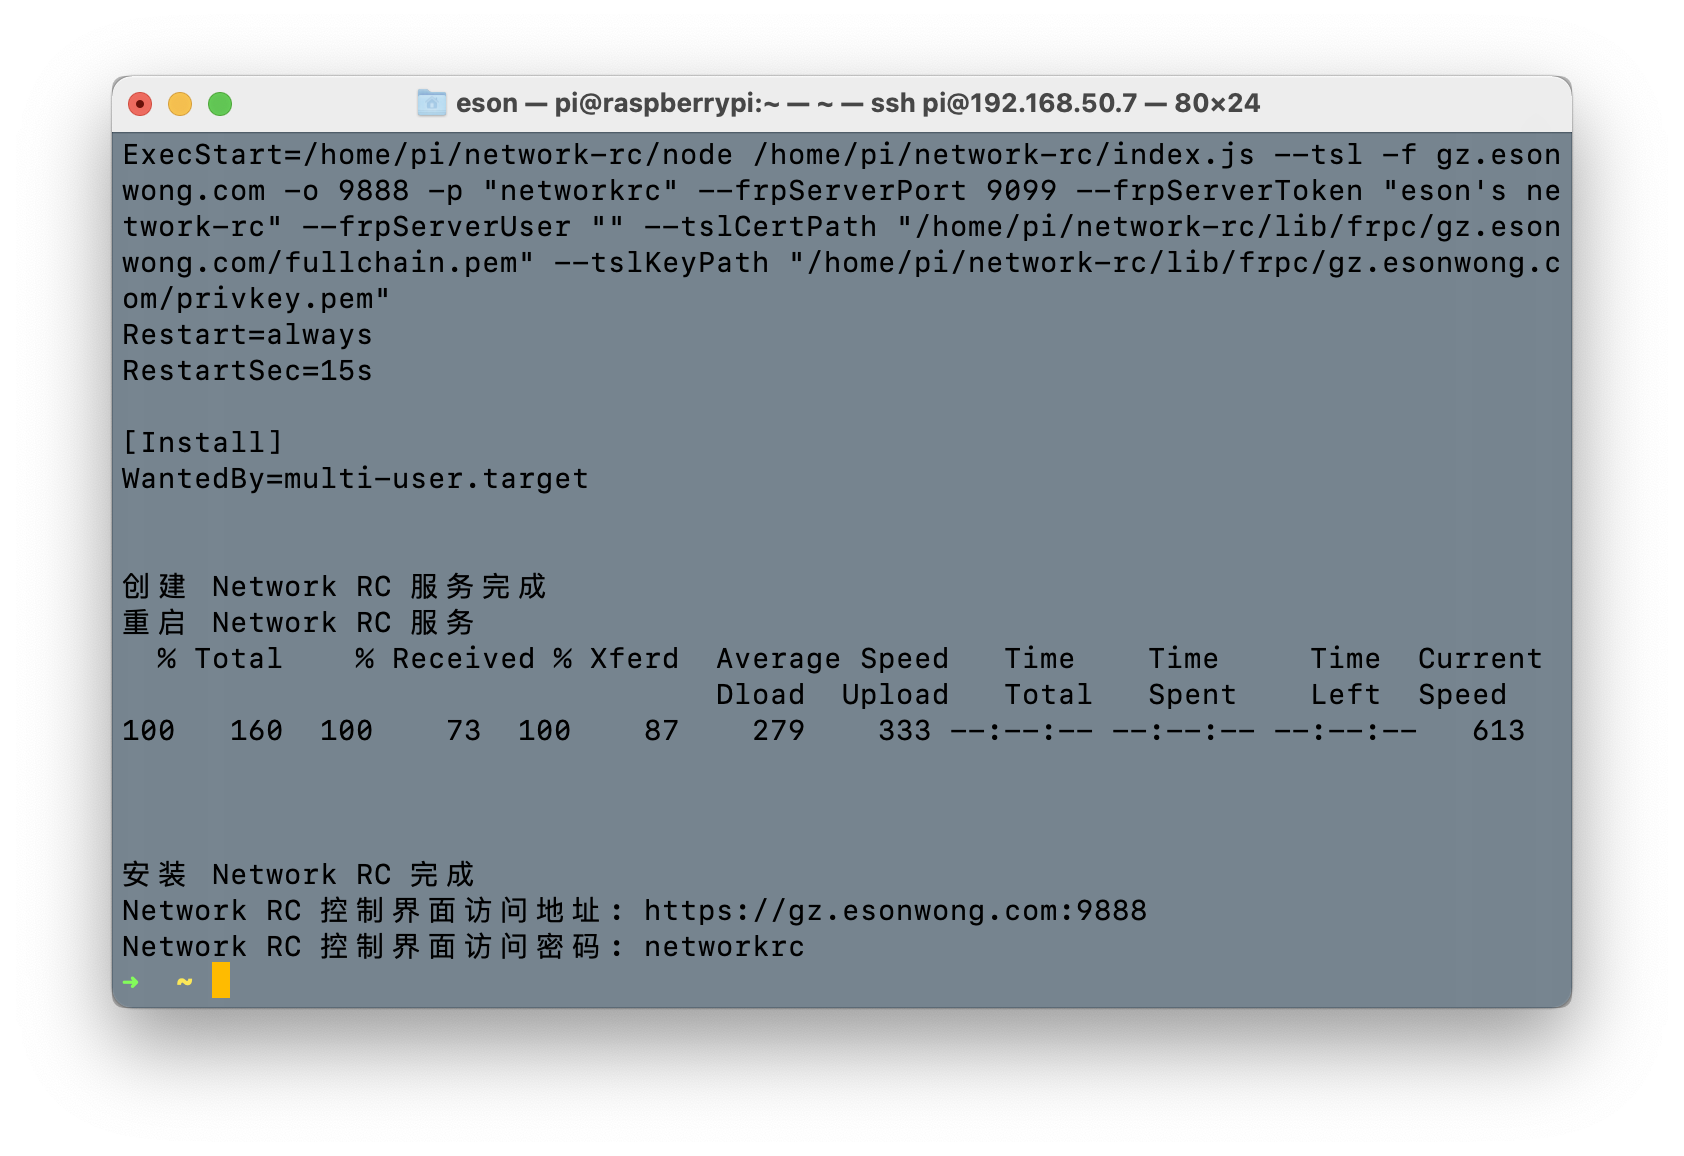 eson — pi@raspberrypi:~ — ~ — ssh pi@192.168.50.7 — 80×24
ExecStart=/home/pi/network-rc/node /home/pi/network-rc/index.js --tsl -f gz.eson
wong.com -o 9888 -p "networkrc" --frpServerPort 9099 --frpServerToken "eson's ne
twork-rc" --frpServerUser "" --tslCertPath "/home/pi/network-rc/lib/frpc/gz.eson
wong.com/fullchain.pem" --tslKeyPath "/home/pi/network-rc/lib/frpc/gz.esonwong.c
om/privkey.pem"
Restart=always
RestartSec=15s
[Install]
WantedBy=multi-user.target
创建 Network RC 服务完成
重启 Network RC 服务
  % Total    % Received % Xferd  Average Speed   Time    Time     Time  Current
                                 Dload  Upload   Total   Spent    Left  Speed
100   160  100    73  100    87    279    333 --:--:-- --:--:-- --:--:--   613
安装 Network RC 完成
Network RC 控制界面访问地址: https://gz.esonwong.com:9888
Network RC 控制界面访问密码: networkrc
➜  ~